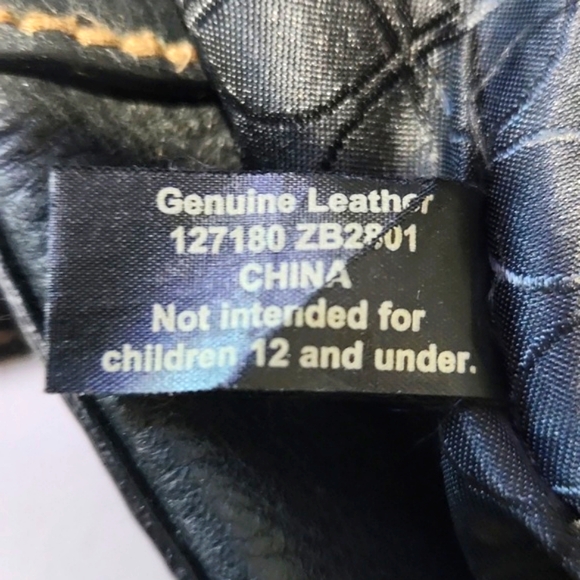 Genuine Leather
127180 ZB2801
CHINA
Not intended for
children 12 and under.